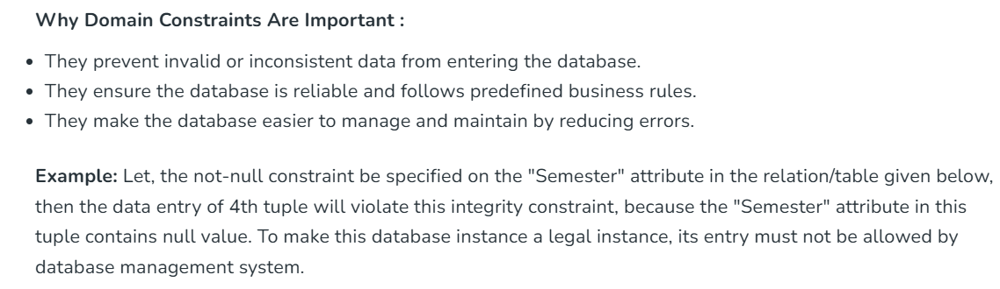 Why Domain Constraints Are Important :
• They prevent invalid or inconsistent data from entering the database.
• They ensure the database is reliable and follows predefined business rules.
• They make the database easier to manage and maintain by reducing errors.
Example: Let, the not-null constraint be specified on the "Semester" attribute in the relation/table given below,
then the data entry of 4th tuple will violate this integrity constraint, because the "Semester" attribute in this
tuple contains null value. To make this database instance a legal instance, its entry must not be allowed by
database management system.